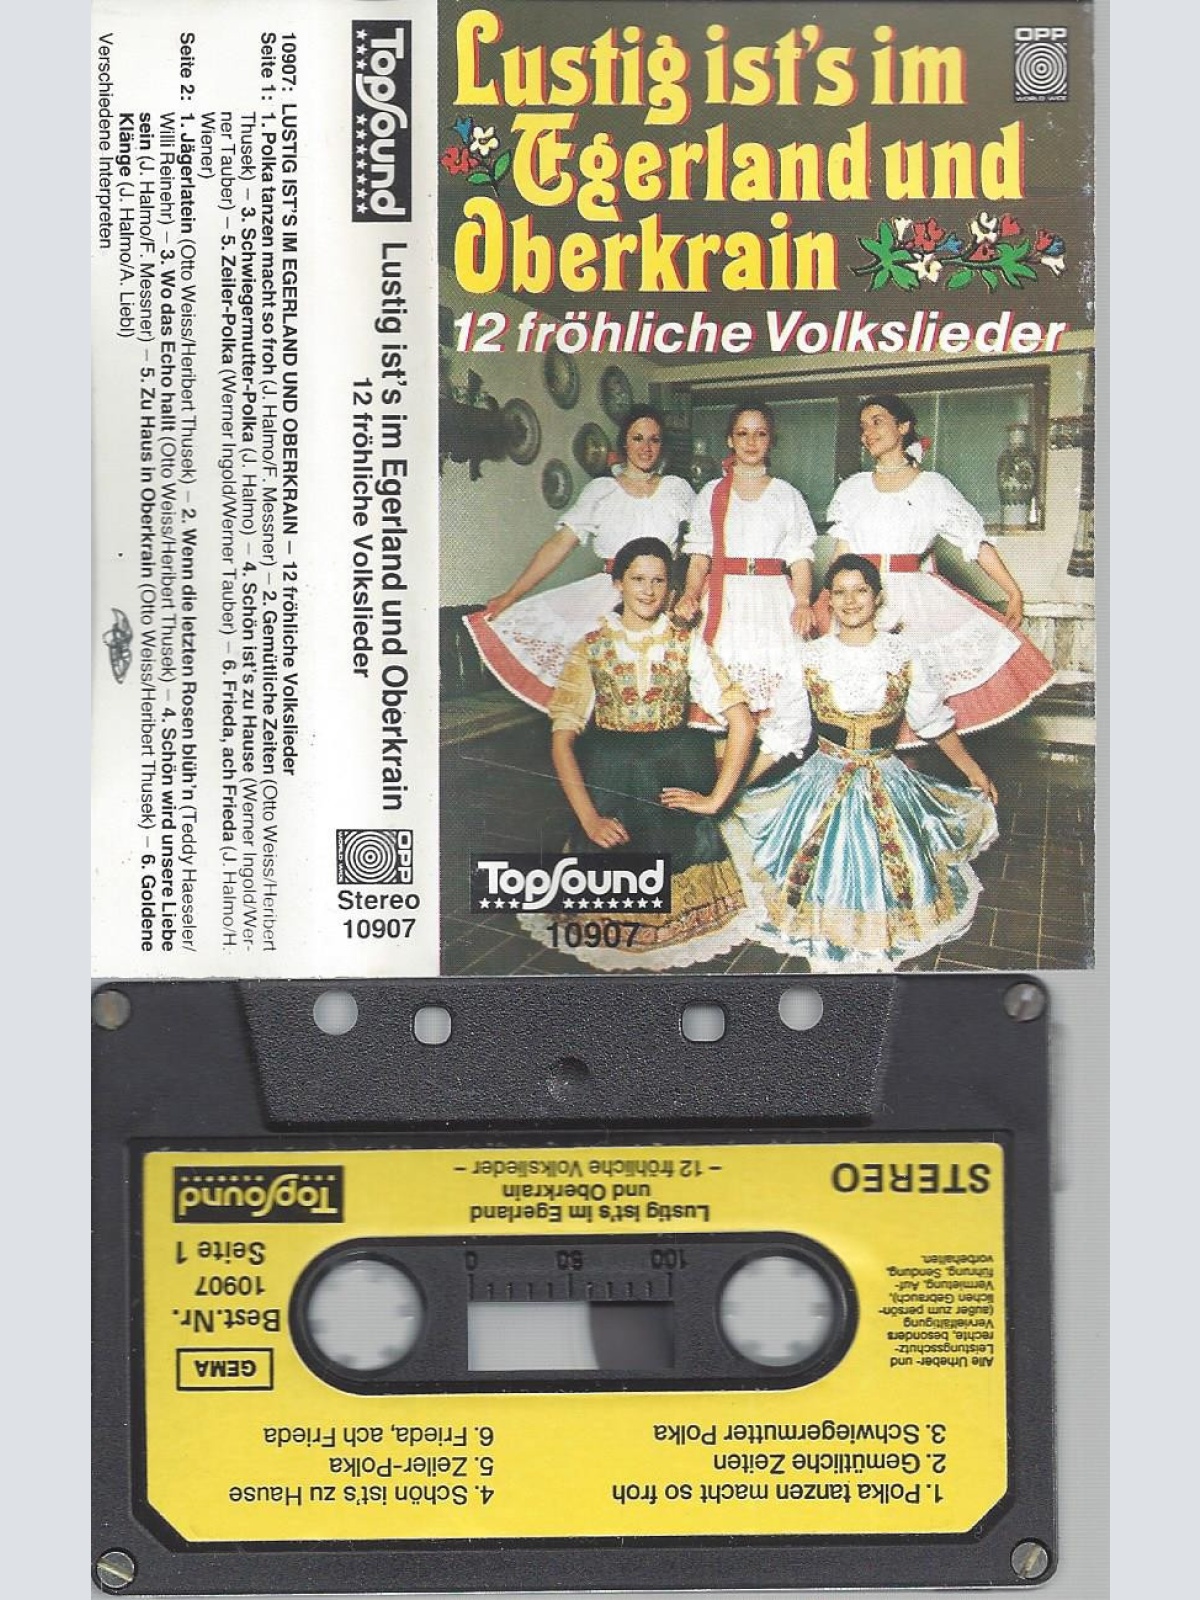 Lustig ist's im
Egerland und
Oberkrain
12 fröhliche Volkslieder
OPP
WORLD WIDE
TopSound
10907
TopSound
Lustig ist's im Egerland und Oberkrain
12 fröhliche Volkslieder
OPP
WORLD WIDE
Stereo
10907
10907: LUSTIG IST'S IM EGERLAND UND OBERKRAIN – 12 fröhliche Volkslieder
Seite 1: 1. Polka tanzen macht so froh (J. Halmo/F. Messner) – 2. Gemütliche Zeiten (Otto Weiss/Heribert
Thusek) – 3. Schwiegermutter-Polka (J. Halmo) – 4. Schön ist's zu Hause (Werner Ingold/Wer-
ner Tauber) – 5. Zeiler-Polka (Werner Ingold/Werner Tauber) – 6. Frieda, ach Frieda (J. Halmo/H.
Wiener)
Seite 2: 1. Jägerlatein (Otto Weiss/Heribert Thusek) – 2. Wenn die letzten Rosen blüh'n (Teddy Haeseler/
Willi Reinehr) – 3. Wo das Echo hallt (Otto Weiss/Heribert Thusek) – 4. Schön wird unsere Liebe
sein (J. Halmo/F. Messner) – 5. Zu Haus in Oberkrain (Otto Weiss/Heribert Thusek) – 6. Goldene
Klänge (J. Halmo/A. Liebl)
Verschiedene Interpreten
1. Polka tanzen macht so froh
2. Gemütliche Zeiten
3. Schwiegermutter Polka
4. Schön ist's zu Hause
5. Zeiler-Polka
6. Frieda, ach Frieda
Alle Urheber- und
Leistungsschutz-
rechte, besonders
Vervielfältigung
(außer zum persön-
lichen Gebrauch),
Vermietung, Auf-
führung, Sendung,
vorbehalten.
GEMA
Best.Nr.
10907
Seite 1
100 50 0
STEREO
Lustig ist's im Egerland
und Oberkrain
– 12 fröhliche Volkslieder –
TopSound